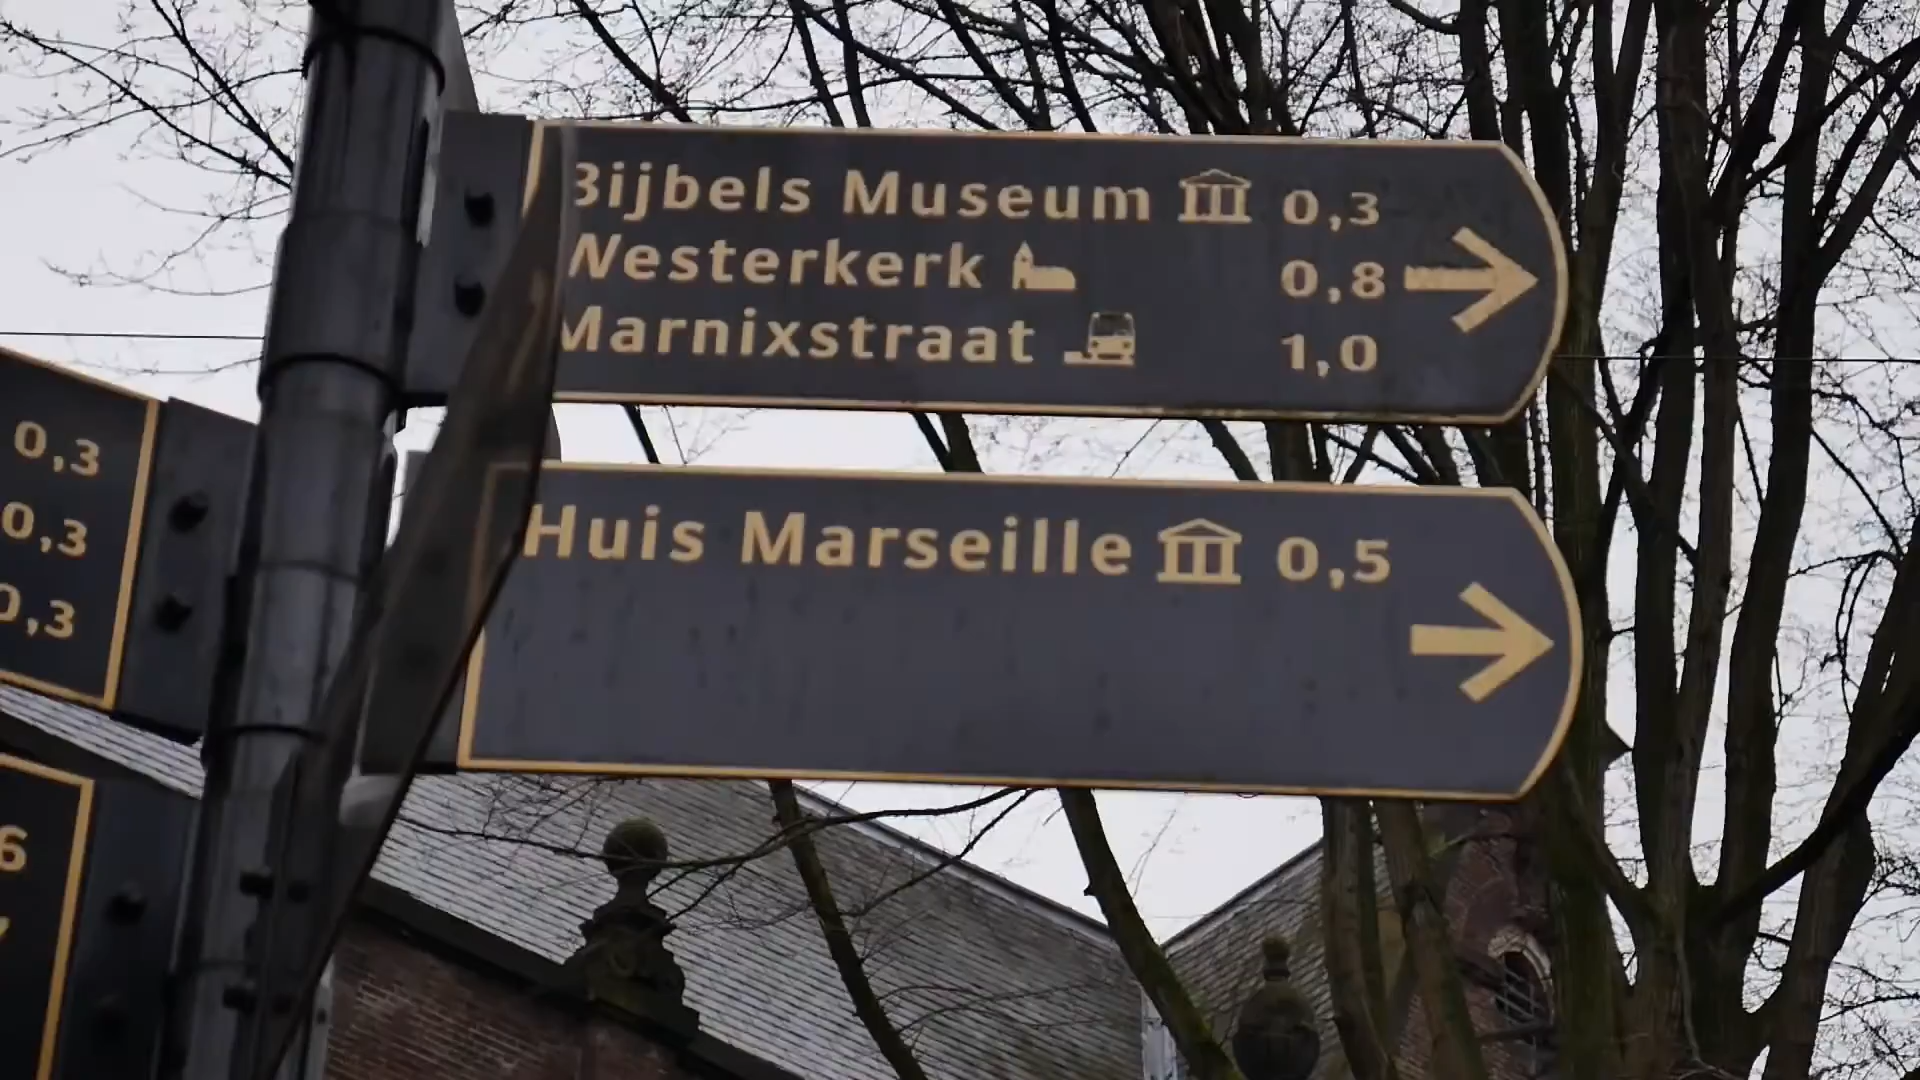 Bijbels Museum 0,3
Westerkerk 0,8
Marnixstraat 1,0
Huis Marseille 0,5
0,3
0,3
0,3
6